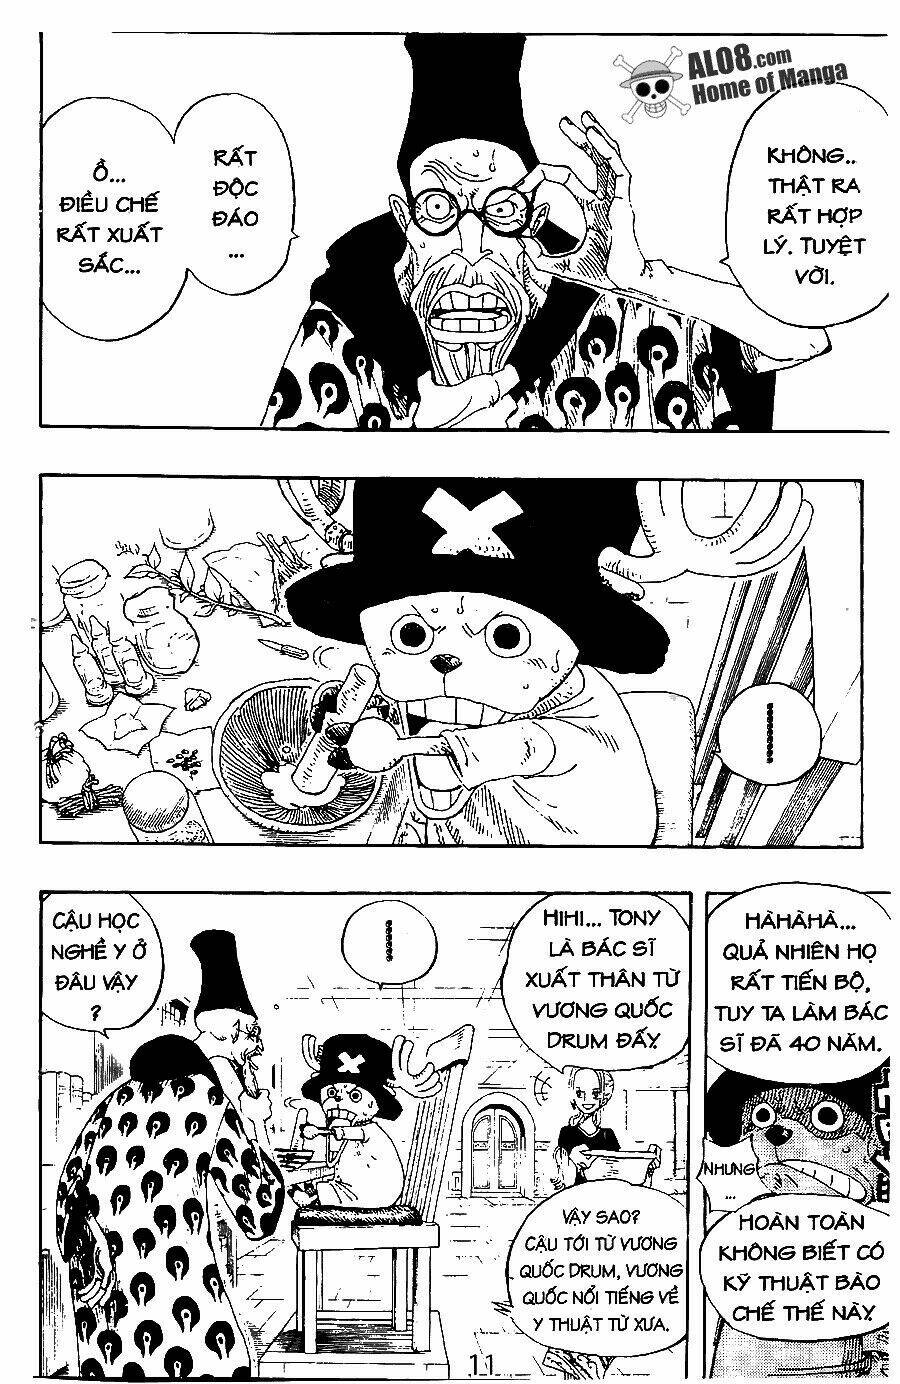 ALO8.com
Home of Manga
KHÔNG..
THẬT RA
RẤT HỢP
LÝ. TUYỆT
VỜI.
RẤT
ĐỘC
ĐÁO
...
Ồ...
ĐIỀU CHẾ
RẤT XUẤT
SẮC...
HÀHÀHÀ...
QUẢ NHIÊN HỌ
RẤT TIẾN BỘ,
TUY TA LÀM BÁC
SĨ ĐÃ 40 NĂM.
NHƯNG
...
HOÀN TOÀN
KHÔNG BIẾT CÓ
KỸ THUẬT BÀO
CHẾ THẾ NÀY.
HIHI... TONY
LÀ BÁC SĨ
XUẤT THÂN TỪ
VƯƠNG QUỐC
DRUM ĐẤY.
VẬY SAO?
CẬU TỚI TỪ VƯƠNG
QUỐC DRUM, VƯƠNG
QUỐC NỔI TIẾNG VỀ
Y THUẬT TỪ XƯA.
CẬU HỌC
NGHỀ Y Ở
ĐÂU VẬY
?
11